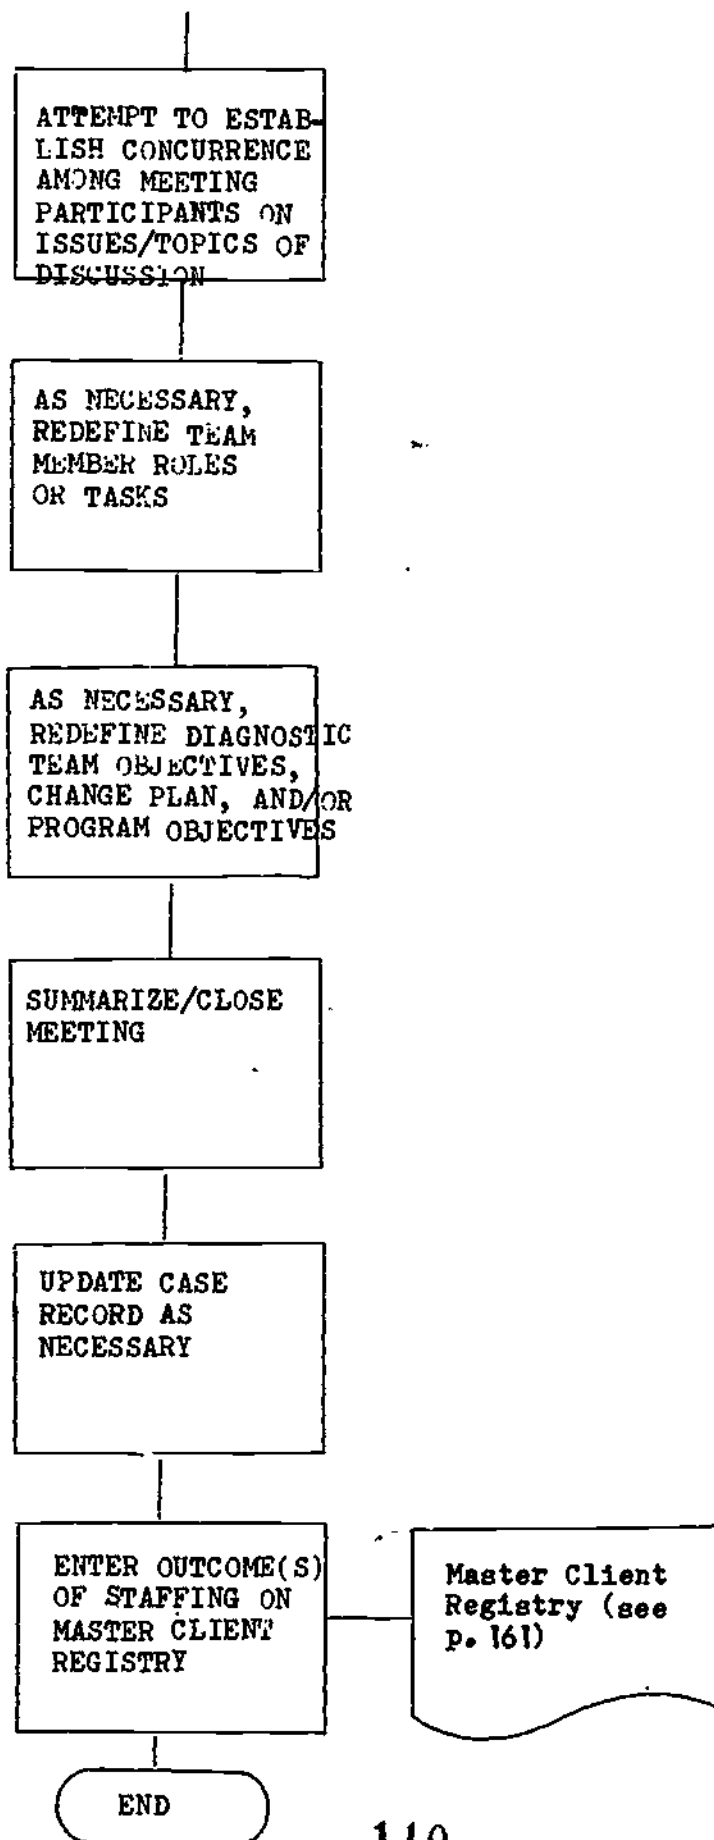 ATTEMPT TO ESTAB-
LISH CONCURRENCE
AMONG MEETING
PARTICIPANTS ON
ISSUES/TOPICS OF
DISCUSSION
AS NECESSARY,
REDEFINE TEAM
MEMBER ROLES
OR TASKS
AS NECESSARY,
REDEFINE DIAGNOSTIC
TEAM OBJECTIVES,
CHANGE PLAN, AND/OR
PROGRAM OBJECTIVES
SUMMARIZE/CLOSE
MEETING
UPDATE CASE
RECORD AS
NECESSARY
ENTER OUTCOME(S)
OF STAFFING ON
MASTER CLIENT
REGISTRY
Master Client
Registry (see
p. 161)
END